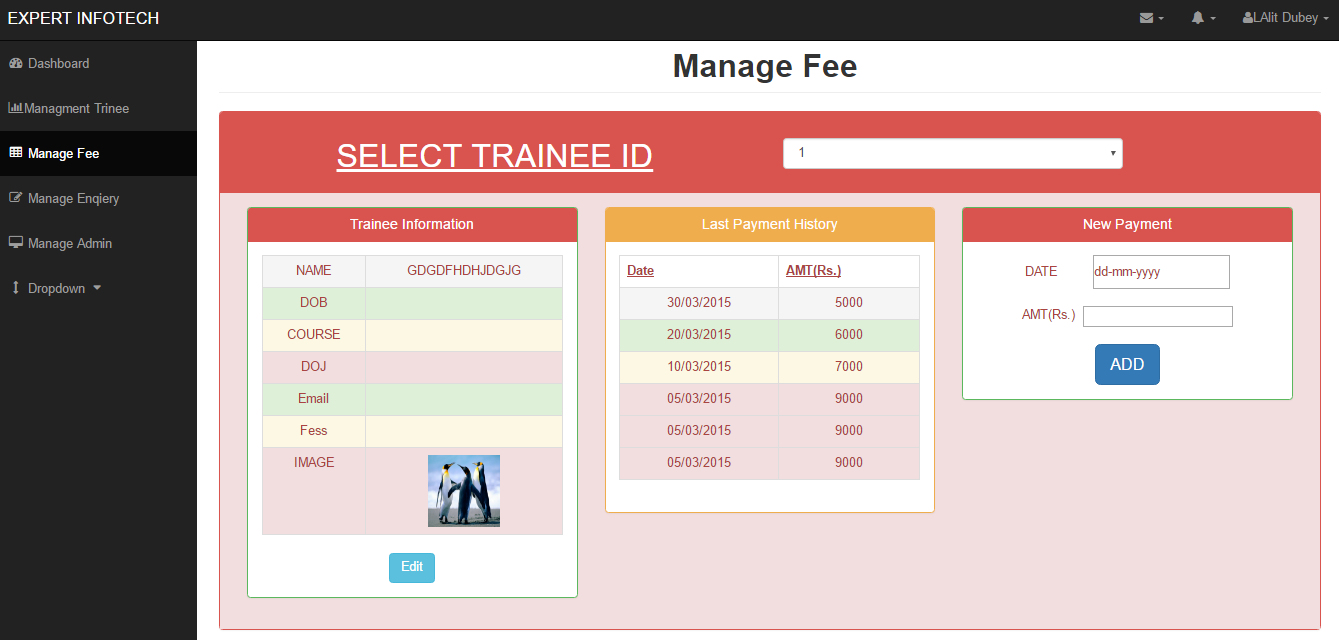 EXPERT INFOTECH
LAlit Dubey
Dashboard
Managment Trinee
Manage Fee
Manage Enqiery
Manage Admin
Dropdown
Manage Fee
SELECT TRAINEE ID 1
Trainee Information
NAME GDGDFHDHJDGJG
DOB
COURSE
DOJ
Email
Fess
IMAGE
Edit
Last Payment History
Date AMT(Rs.)
30/03/2015 5000
20/03/2015 6000
10/03/2015 7000
05/03/2015 9000
05/03/2015 9000
05/03/2015 9000
New Payment
DATE dd-mm-yyyy
AMT(Rs.)
ADD